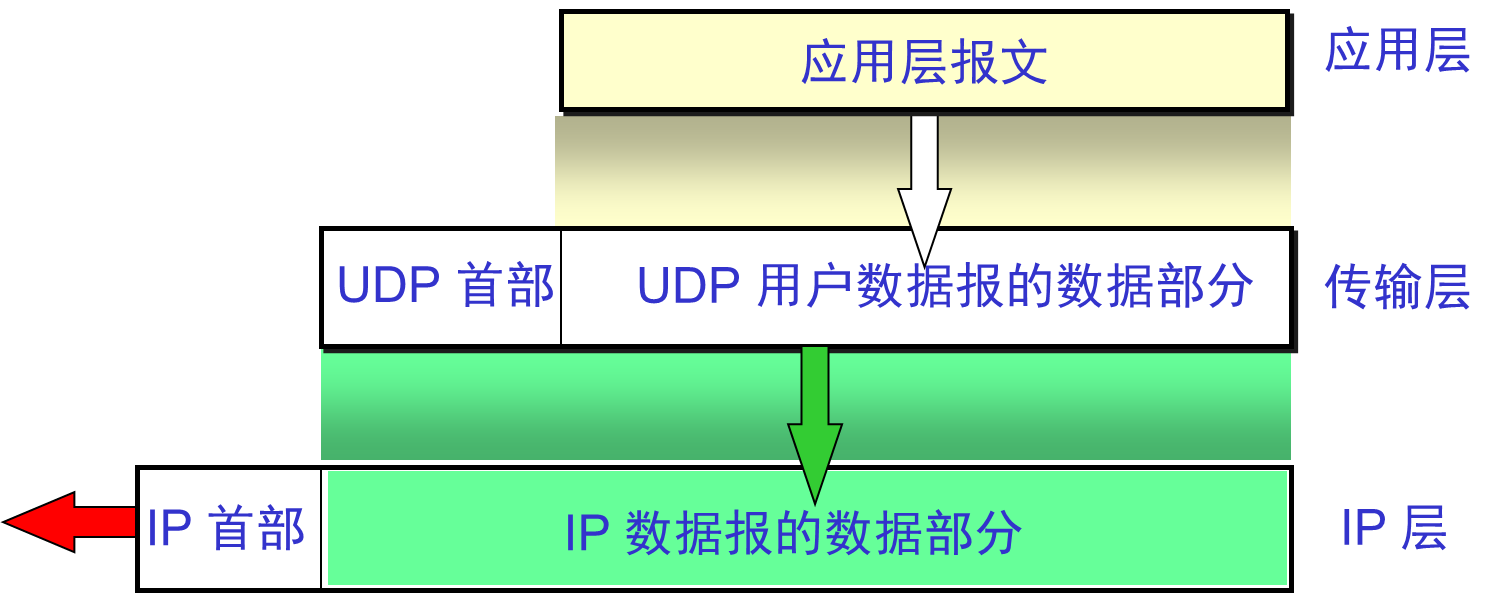 应用层报文
应用层
UDP 首部
UDP 用户数据报的数据部分
传输层
IP 首部
IP 数据报的数据部分
IP 层